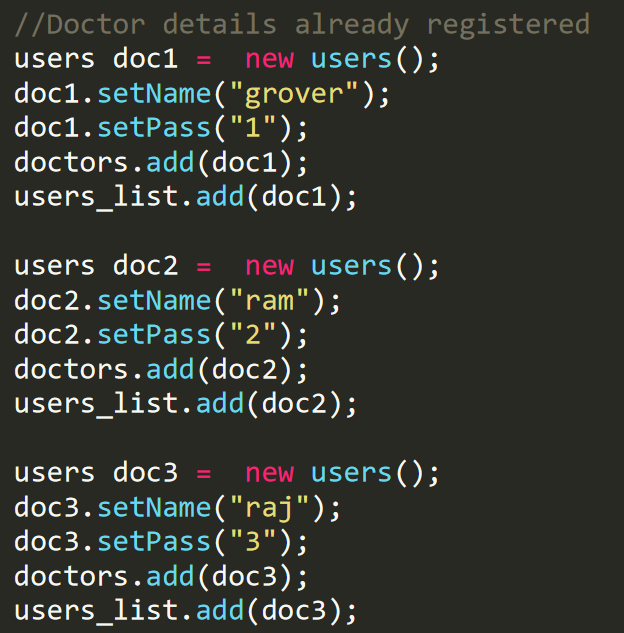 //Doctor details already registered
users doc1 =  new users();
doc1.setName("grover");
doc1.setPass("1");
doctors.add(doc1);
users_list.add(doc1);

users doc2 =  new users();
doc2.setName("ram");
doc2.setPass("2");
doctors.add(doc2);
users_list.add(doc2);

users doc3 =  new users();
doc3.setName("raj");
doc3.setPass("3");
doctors.add(doc3);
users_list.add(doc3);